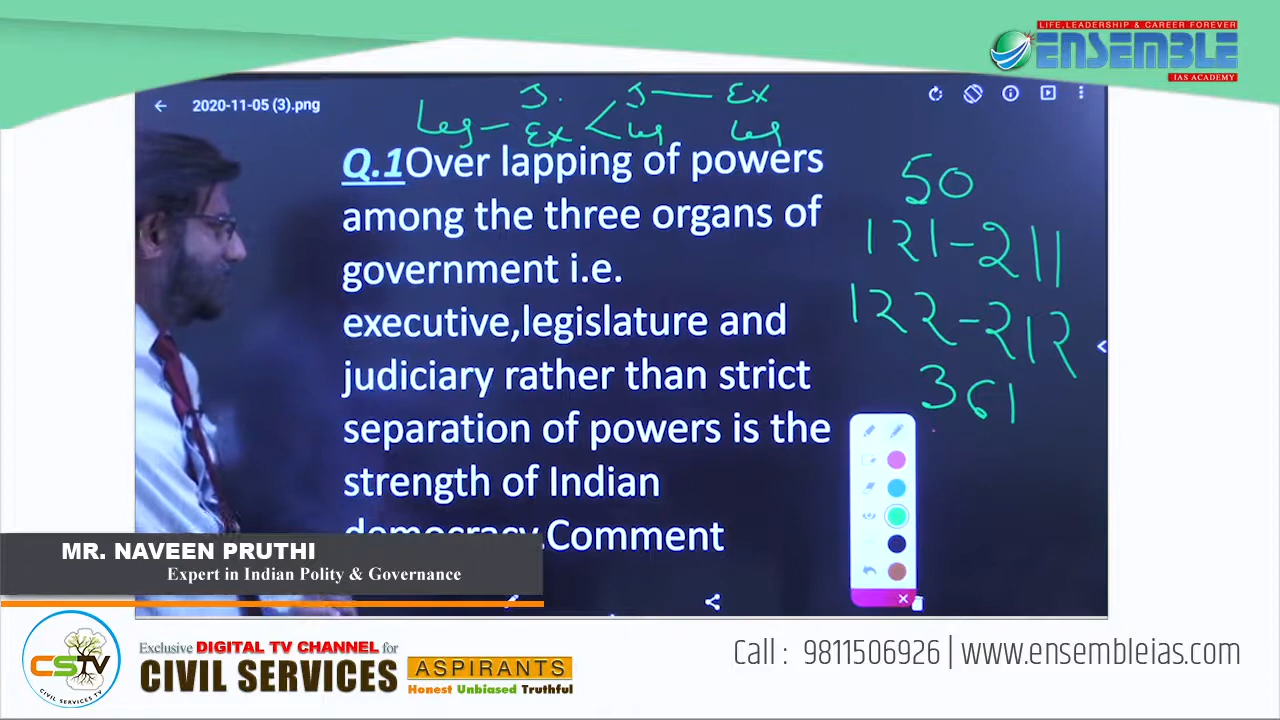 LIFE,LEADERSHIP & CAREER FOREVER
ENSEMBLE
IAS ACADEMY
2020-11-05 (3).png
J. J — Ex
Leg — Ex < Leg Leg
Q.1Over lapping of powers
among the three organs of
government i.e.
executive,legislature and
judiciary rather than strict
separation of powers is the
strength of Indian
democracy.Comment
50
121-211
122-212
361
MR. NAVEEN PRUTHI
Expert in Indian Polity & Governance
CSTV
CIVIL SERVICES TV
Exclusive DIGITAL TV CHANNEL for
CIVIL SERVICES ASPIRANTS
Honest Unbiased Truthful
Call : 9811506926 | www.ensembleias.com